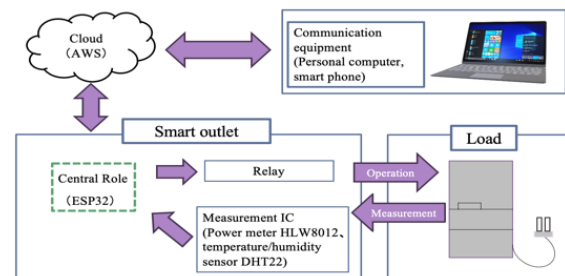 Cloud
（AWS）
Communication
equipment
(Personal computer,
smart phone)
Smart outlet
Load
Central Role
（ESP32）
Relay
Operation
Measurement
Measurement IC
(Power meter HLW8012、
temperature/humidity
sensor DHT22)